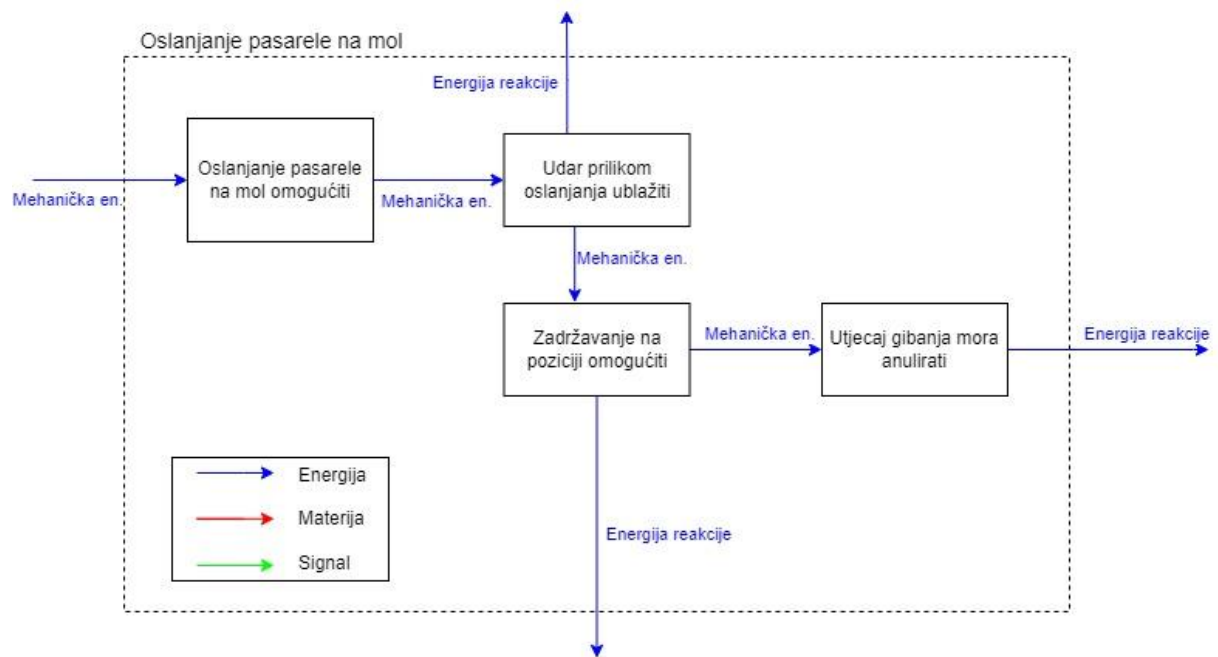 Oslanjanje pasarele na mol
Energija reakcije
Oslanjanje pasarele
na mol omogućiti
Udar prilikom
oslanjanja ublažiti
Mehanička en.
Mehanička en.
Mehanička en.
Zadržavanje na
poziciji omogućiti
Mehanička en.
Utjecaj gibanja mora
anulirati
Energija reakcije
Energija
Materija
Signal
Energija reakcije